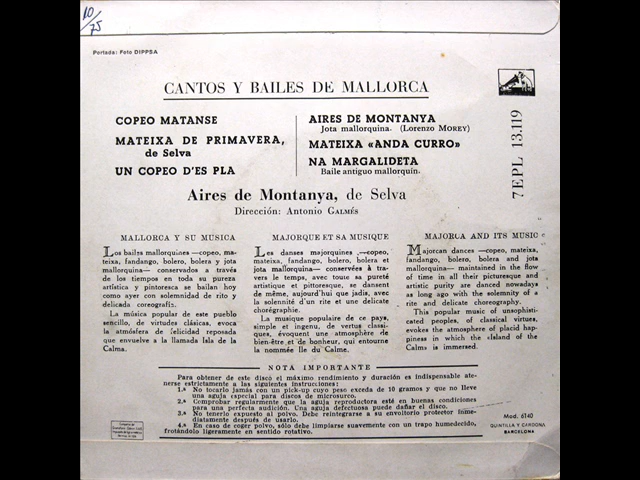 10/75
Portada: Foto DIPPSA
CANTOS Y BAILES DE MALLORCA
COPEO MATANSE
MATEIXA DE PRIMAVERA,
de Selva
UN COPEO D'ES PLA
AIRES DE MONTANYA
Jota mallorquina. (Lorenzo MOREY)
MATEIXA «ANDA CURRO»
NA MARGALIDETA
Baile antiguo mallorquín.
7EPL 13.119
Aires de Montanya, de Selva
Dirección: Antonio GALMÉS
MALLORCA Y SU MUSICA
Los bailes mallorquines —copeo, ma-
teixa, fandango, bolero, bolera y jota
mallorquina— conservados a través
de los tiempos en toda su pureza
artística y pintoresca se bailan hoy
como ayer con solemnidad de rito y
delicada coreografía.
La música popular de este pueblo
sencillo, de virtudes clásicas, evoca
la atmósfera de felicidad reposada
que envuelve a la llamada Isla de la
Calma.
MAJORQUE ET SA MUSIQUE
Les danses majorquines —copeo,
mateixa, fandango, bolero, bolera et
jota mallorquina— conservées à tra-
vers le temps, avec toute sa pureté
artistique et pittoresque, se dansent
de même, aujourd'hui que jadis, avec
la solennité d'un rite et une delicate
chorégraphie.
La musique populaire de ce pays,
simple et ingenu, de vertus classi-
ques, évoquent une atmosphère de
bien-être et de bonheur, qui entourne
la nommée Ile du Calme.
MAJORCA AND ITS MUSIC
Majorcan dances —copeo, mateixa,
fandango, bolero, bolera and jota
mallorquina— maintained in the flow
of time in all their picturesque and
artistic purity are danced nowadays
as long ago with the solemnity of a
rite and delicate choreography.
This popular music of unsophisti-
cated peoples, of classical virtues,
evokes the atmosphere of placid hap-
piness in which the «Island of the
Calm» is immersed.
NOTA IMPORTANTE
Para obtener de este disco el máximo rendimiento y duración es indispensable ate-
nerse estrictamente a las siguientes instrucciones:
1.ª No tocarlo jamás con un pick-up cuyo peso exceda de 10 gramos y que no lleve
una aguja especial para discos de microsurco.
2.ª Comprobar regularmente que la aguja reproductora esté en buenas condiciones
para una perfecta audición. Una aguja defectuosa puede dañar el disco.
3.ª No tenerlo expuesto al polvo. Debe reintegrarse a su envoltorio protector inme-
diatamente después de usarlo.
4.ª En caso de coger polvo, sólo debe limpiarse suavemente con un trapo humedecido,
frotándolo ligeramente en sentido rotativo.
Mod. 6140
QUINTILLA Y CARDONA
BARCELONA